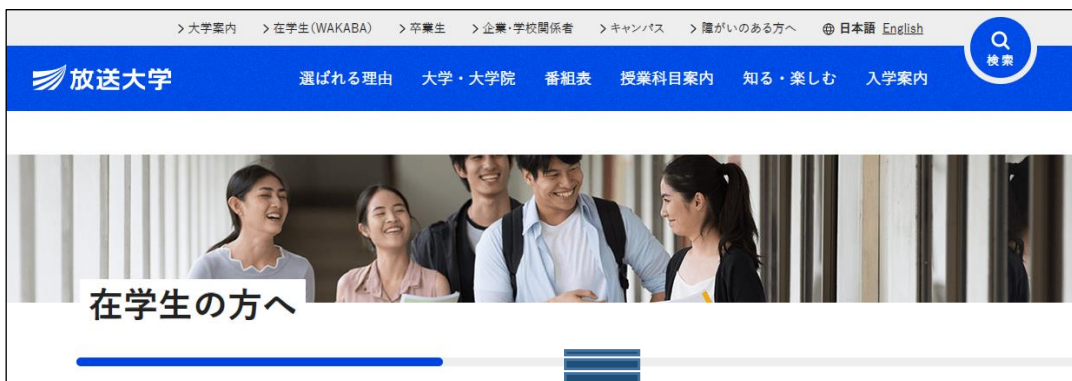 > 大学案内 > 在学生(WAKABA) > 卒業生 > 企業・学校関係者 > キャンパス > 障がいのある方へ 日本語 English
検索
放送大学 選ばれる理由 大学・大学院 番組表 授業科目案内 知る・楽しむ 入学案内
在学生の方へ